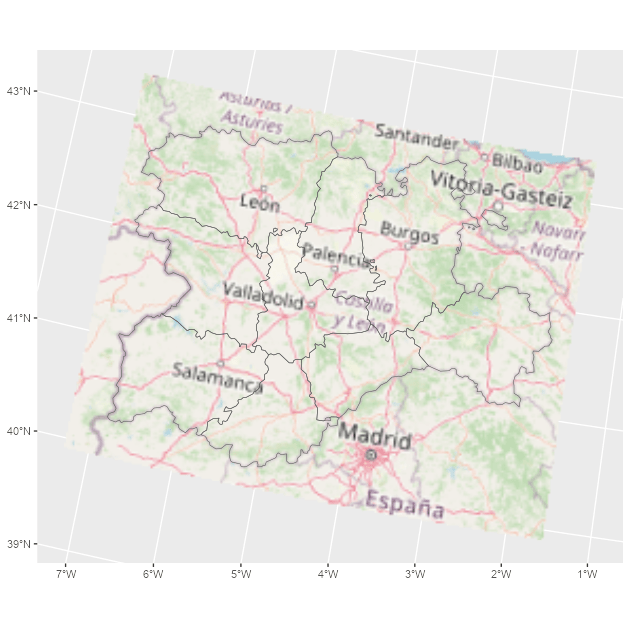 43°N
42°N
41°N
40°N
39°N
Asturias /
Asturies
Santander
Bilbao
Vitoria-Gasteiz
León
Navarr
- Nafarr
Burgos
Palencia
Valladolid
Castilla
y León
Salamanca
Madrid
España
7°W
6°W
5°W
4°W
3°W
2°W
1°W